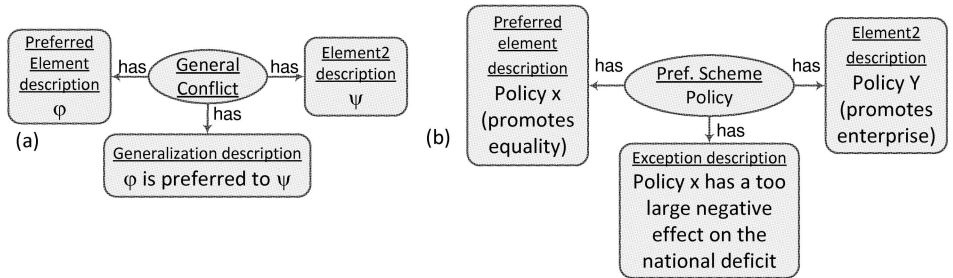 Preferred
Element
description
φ
has
General
Conflict
has
Element2
description
ψ
has
(a)
Generalization description
φ is preferred to ψ
Preferred
element
description
Policy x
(promotes
equality)
has
Pref. Scheme
Policy
has
Element2
description
Policy Y
(promotes
enterprise)
has
(b)
Exception description
Policy x has a too
large negative
effect on the
national deficit